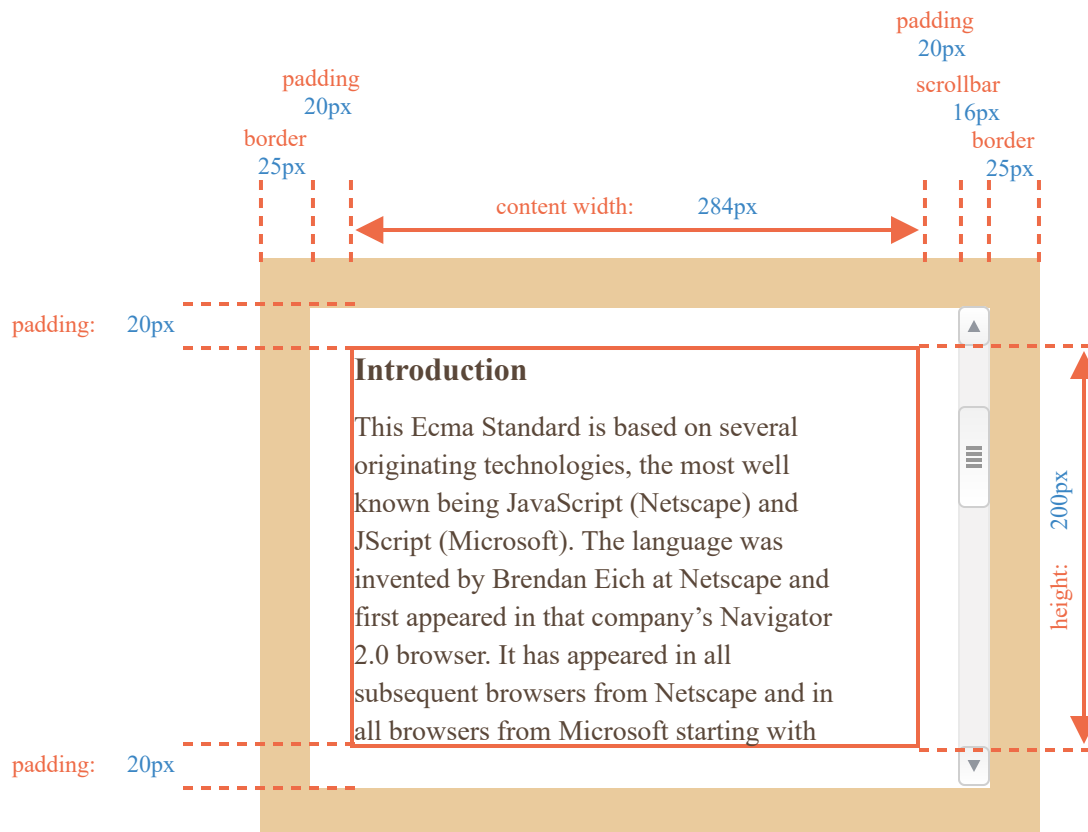 padding
20px
padding
20px
scrollbar
16px
border
25px
border
25px
content width: 284px
padding: 20px
Introduction
This Ecma Standard is based on several
originating technologies, the most well
known being JavaScript (Netscape) and
JScript (Microsoft). The language was
invented by Brendan Eich at Netscape and
first appeared in that company’s Navigator
2.0 browser. It has appeared in all
subsequent browsers from Netscape and in
all browsers from Microsoft starting with
height: 200px
padding: 20px